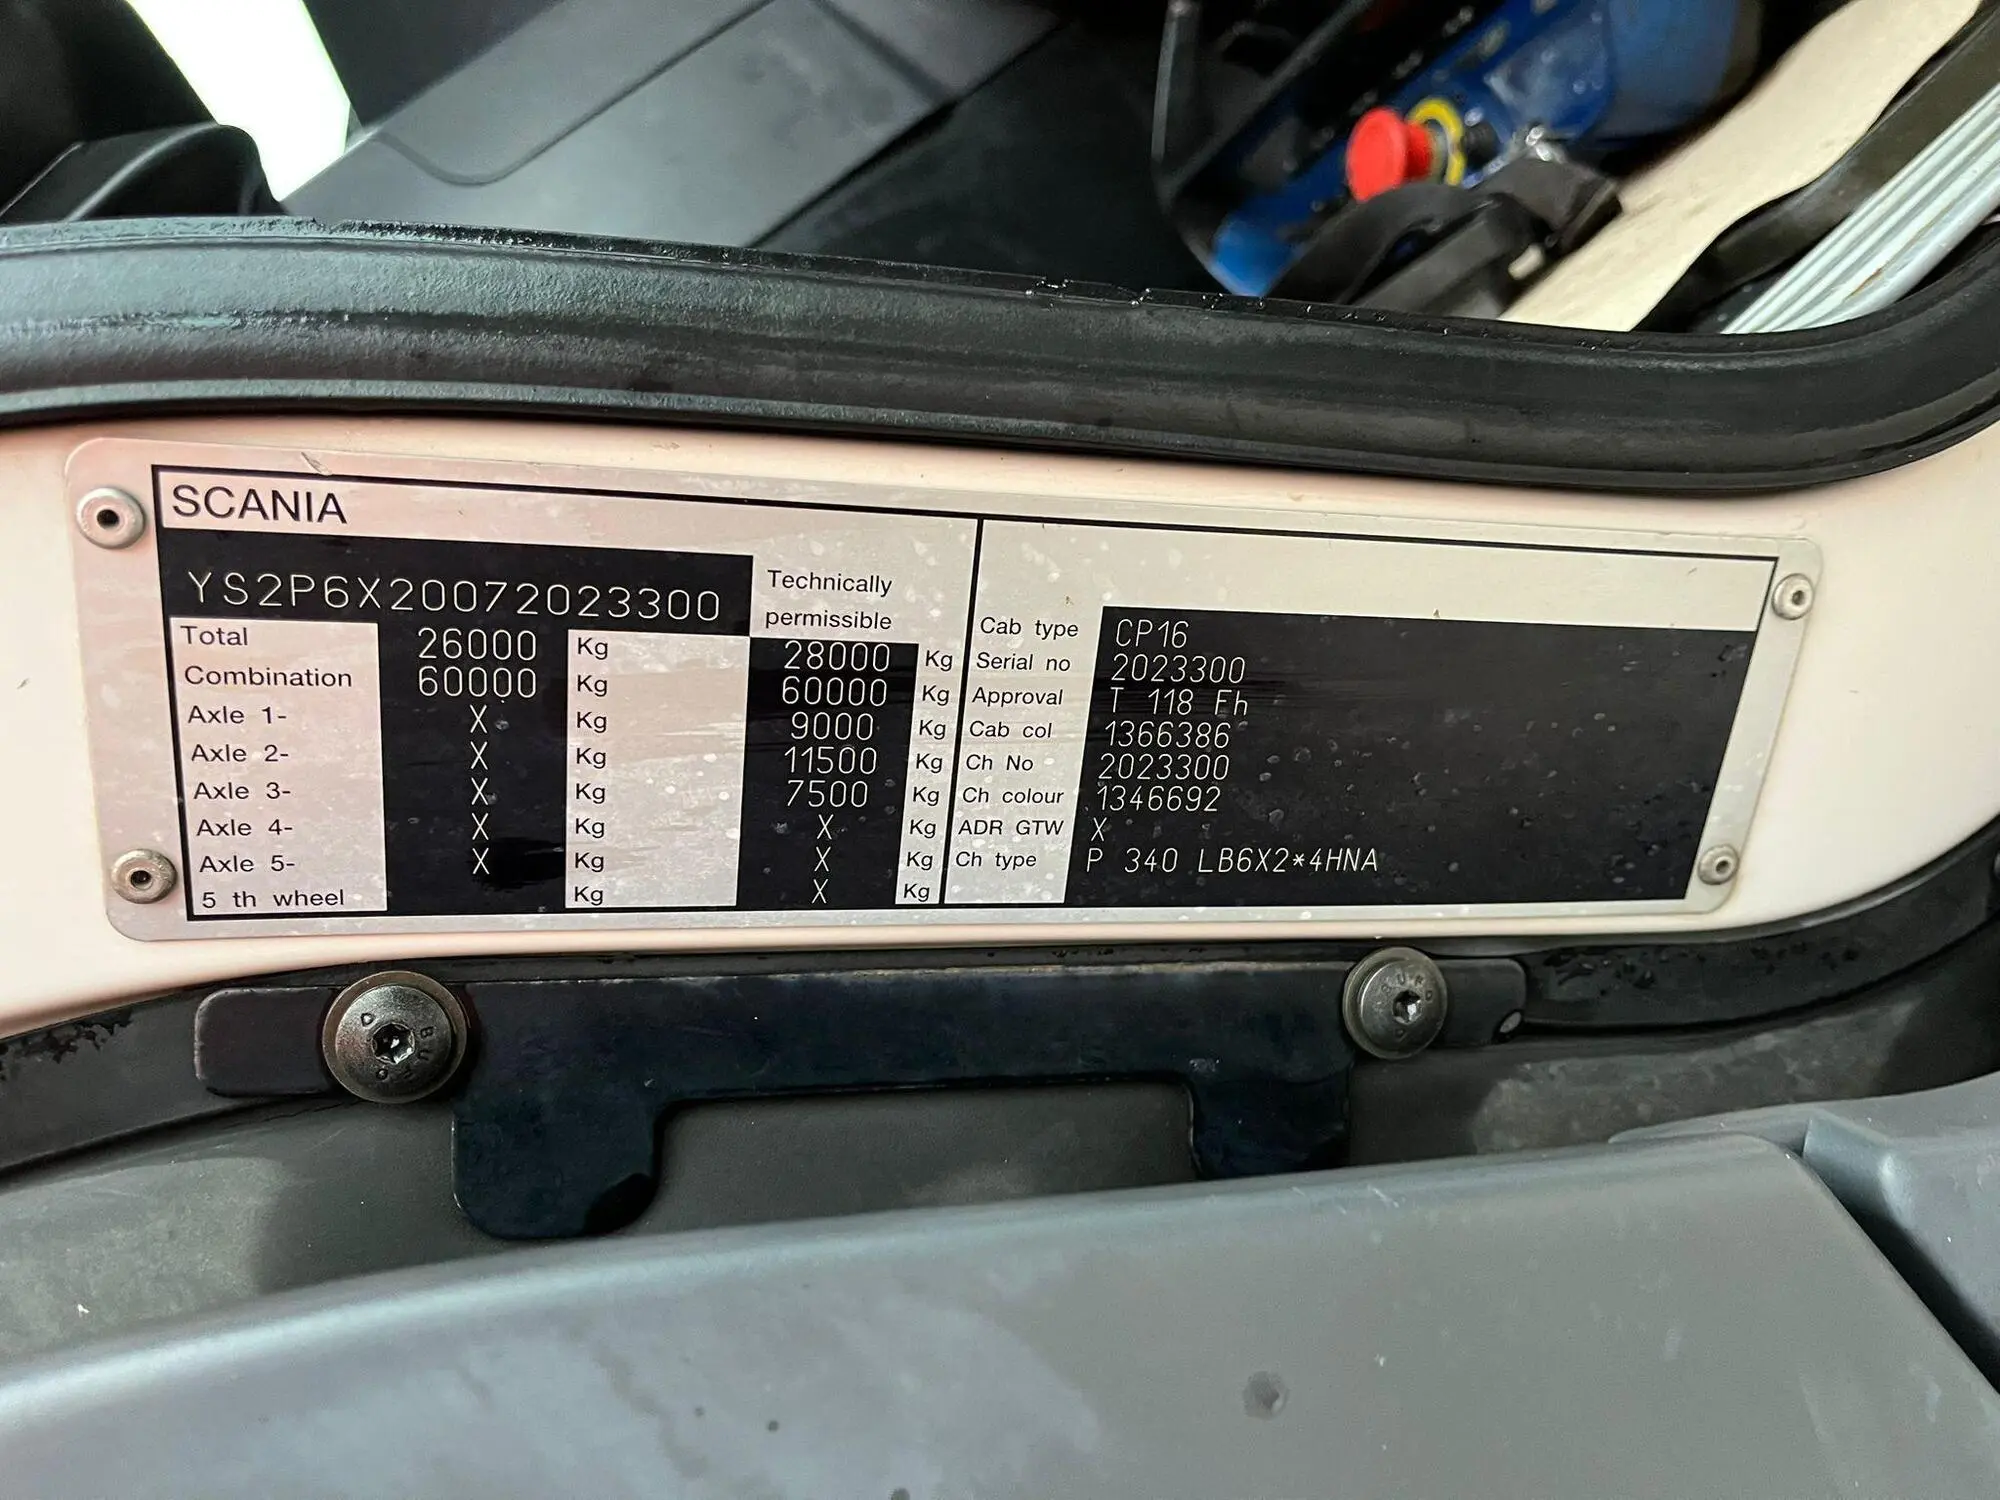 SCANIA
YS2P6X20072023300
Technically
permissible
Total 26000 Kg 28000 Kg
Combination 60000 Kg 60000 Kg
Axle 1- X Kg 9000 Kg
Axle 2- X Kg 11500 Kg
Axle 3- X Kg 7500 Kg
Axle 4- X Kg X Kg
Axle 5- X Kg X Kg
5 th wheel Kg X Kg
Cab type CP16
Serial no 2023300
Approval T 118 Fh
Cab col 1366386
Ch No 2023300
Ch colour 1346692
ADR GTW X
Ch type P 340 LB6X2*4HNA